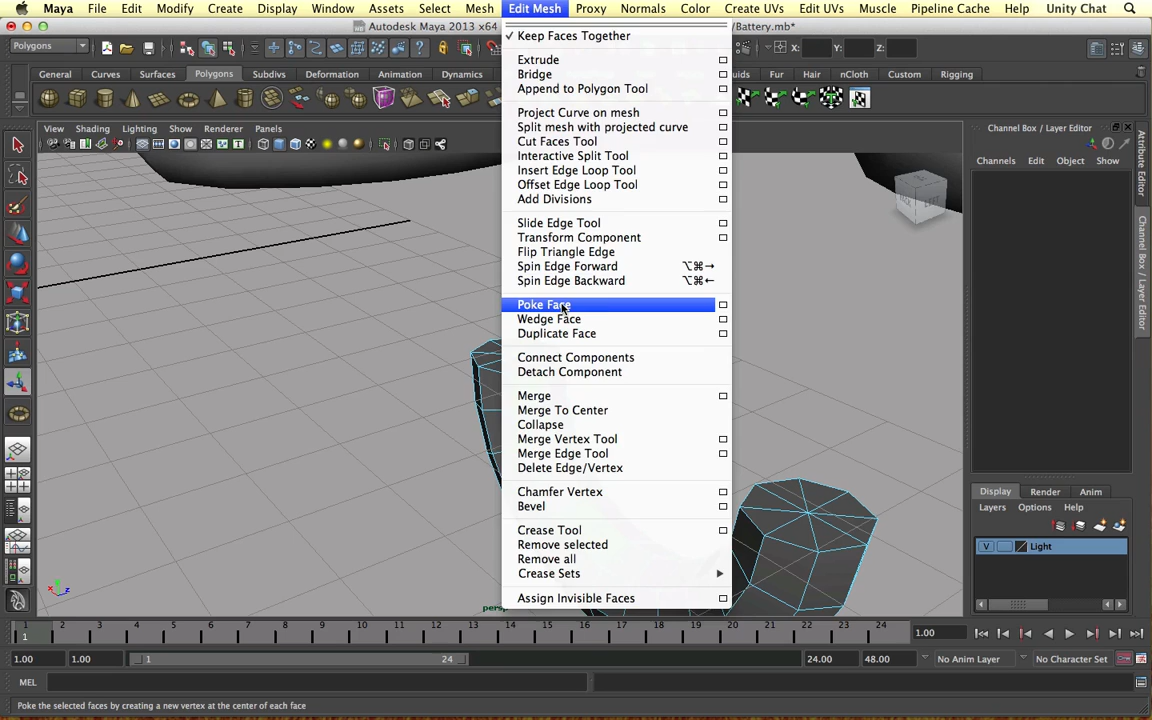 Maya File Edit Modify Create Display Window Assets Select Mesh Edit Mesh Proxy Normals Color Create UVs Edit UVs Muscle Pipeline Cache Help Unity Chat
Autodesk Maya 2013 x64 /Battery.mb*
Polygons X: Y: Z:
General Curves Surfaces Polygons Subdivs Deformation Animation Dynamics Fur Hair nCloth Custom Rigging
View Shading Lighting Show Renderer Panels
Keep Faces Together
Extrude
Bridge
Append to Polygon Tool
Project Curve on mesh
Split mesh with projected curve
Cut Faces Tool
Interactive Split Tool
Insert Edge Loop Tool
Offset Edge Loop Tool
Add Divisions
Slide Edge Tool
Transform Component
Flip Triangle Edge
Spin Edge Forward ⌥⌘→
Spin Edge Backward ⌥⌘←
Poke Face
Wedge Face
Duplicate Face
Connect Components
Detach Component
Merge
Merge To Center
Collapse
Merge Vertex Tool
Merge Edge Tool
Delete Edge/Vertex
Chamfer Vertex
Bevel
Crease Tool
Remove selected
Remove all
Crease Sets
Assign Invisible Faces
Channel Box / Layer Editor
Channels Edit Object Show
Attribute Editor
Channel Box / Layer Editor
Display Render Anim
Layers Options Help
V Light
1 2 3 4 5 6 7 8 9 10 11 12 13 14 15 16 17 18 19 20 21 22 23 24 1.00
1
1.00 1.00 1 24 24.00 48.00 No Anim Layer No Character Set
MEL
Poke the selected faces by creating a new vertex at the center of each face